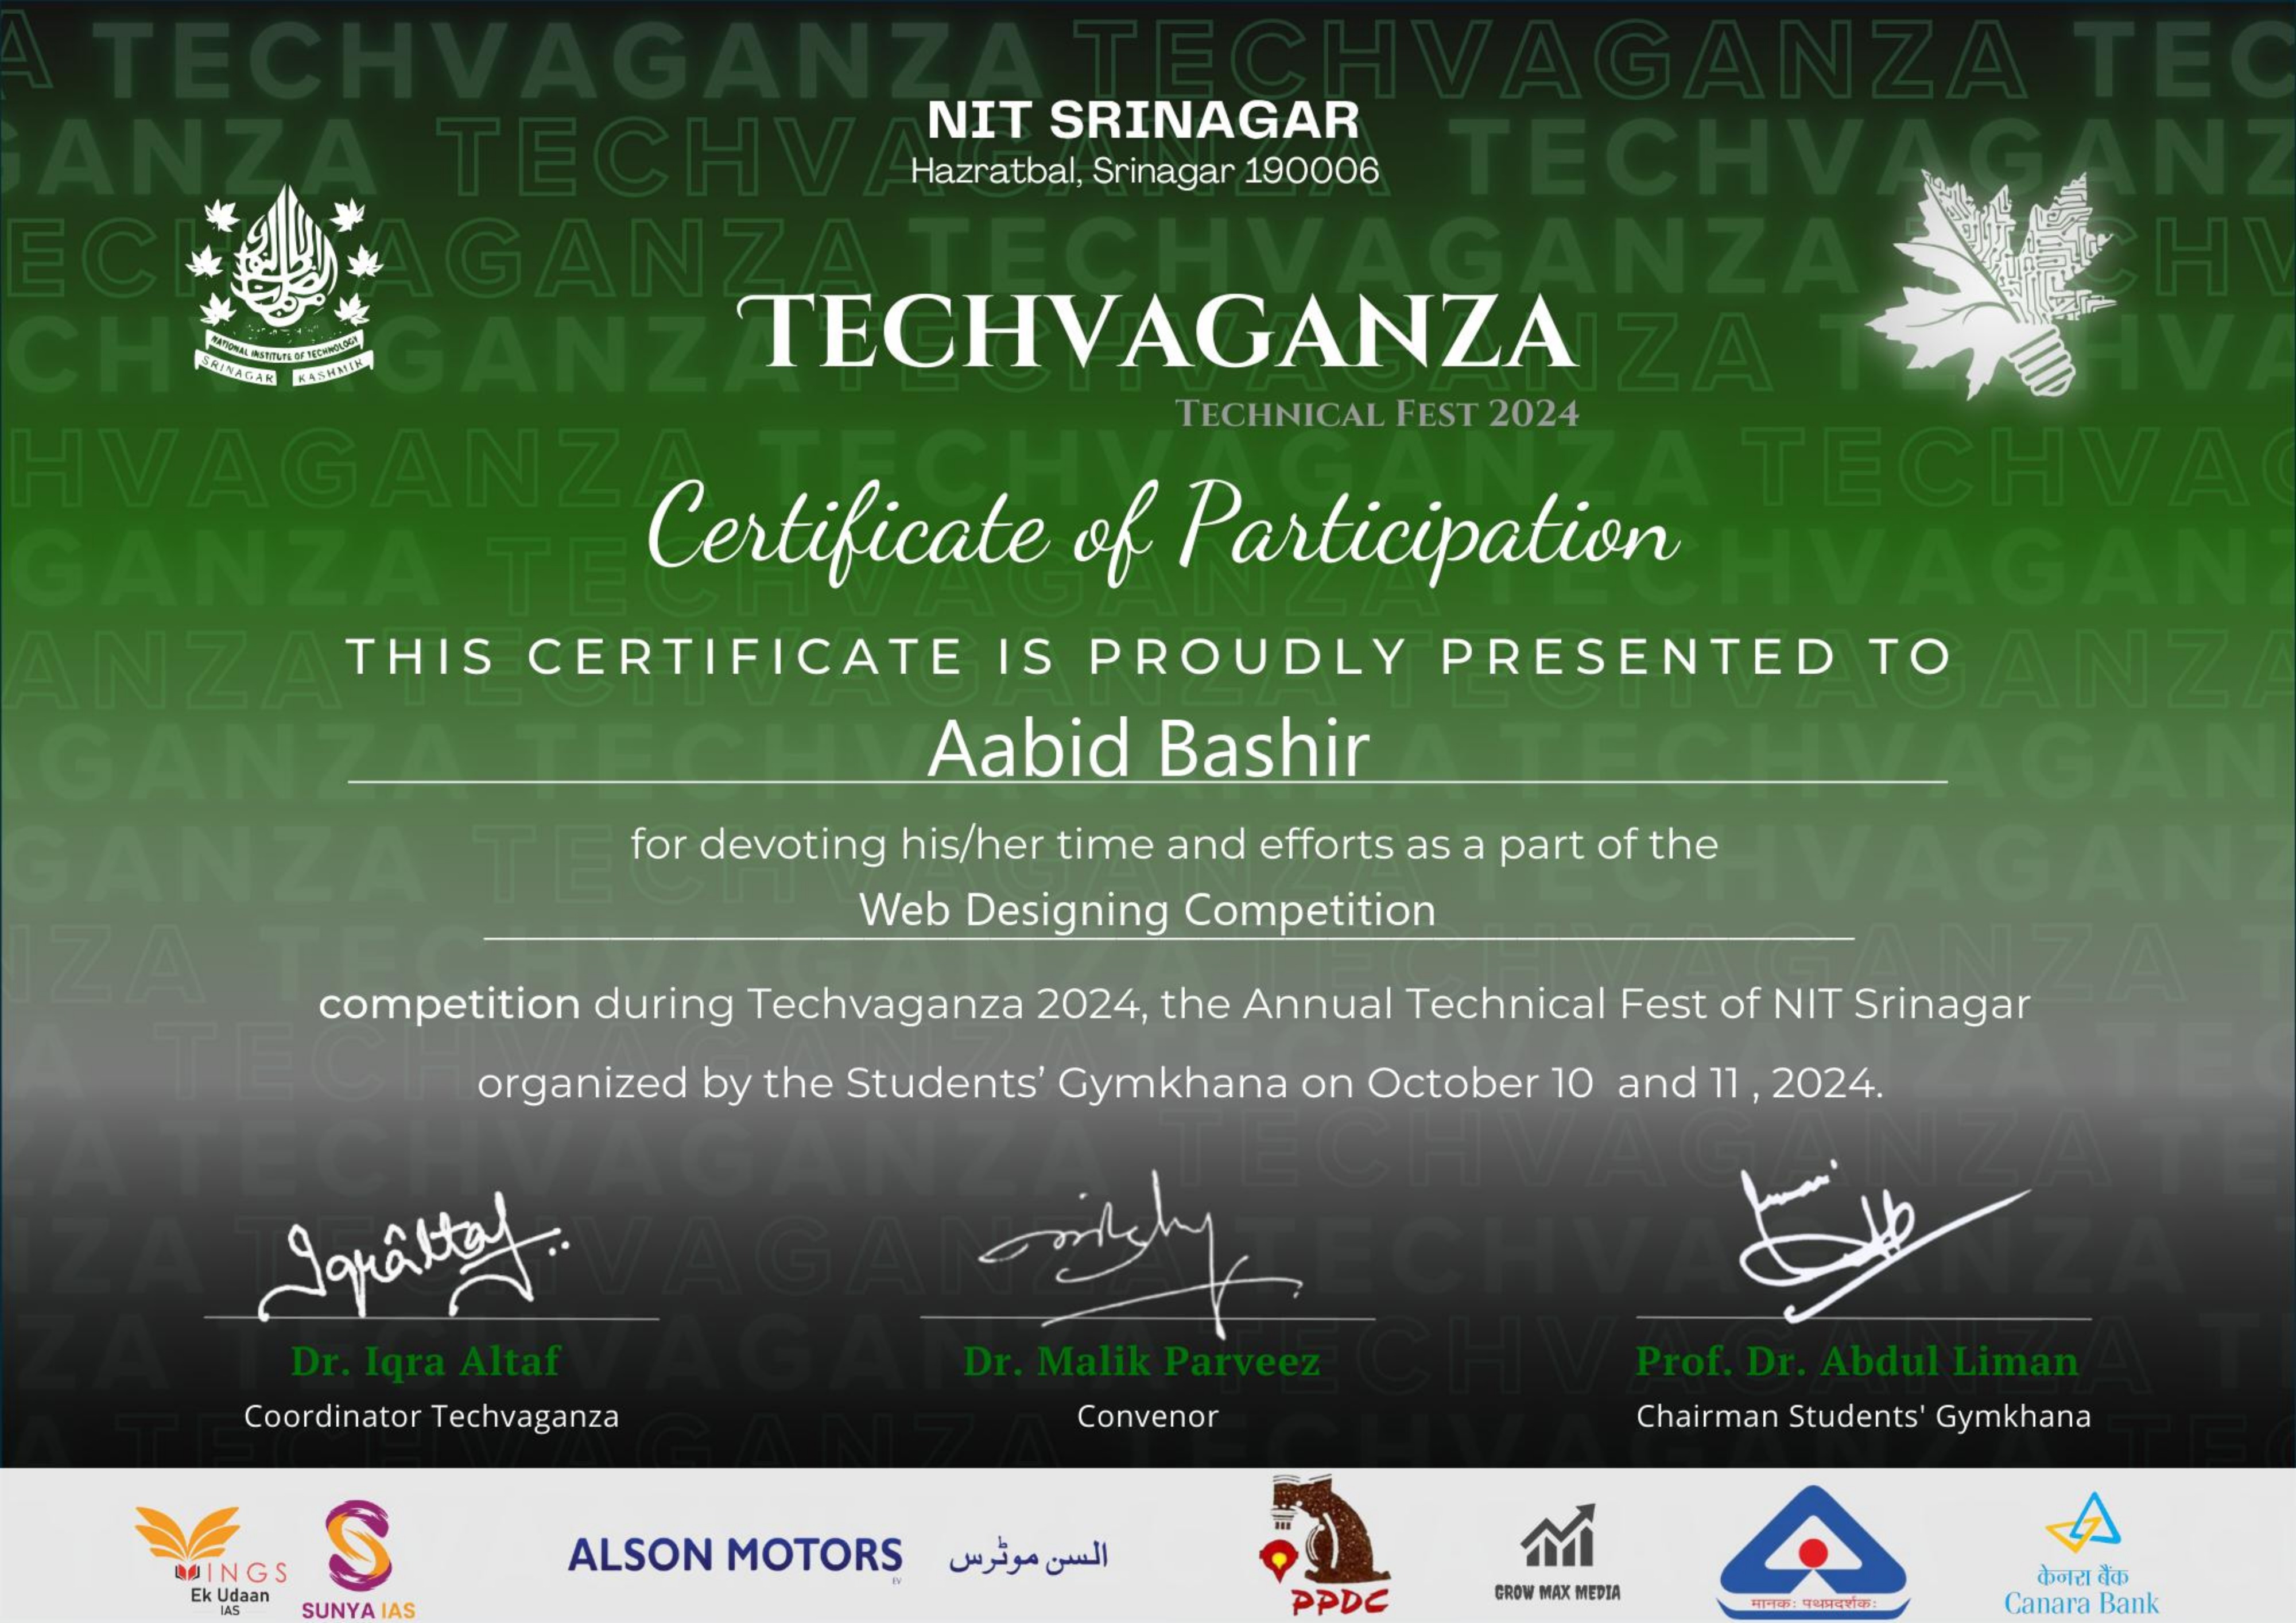 NIT SRINAGAR
Hazratbal, Srinagar 190006
NATIONAL INSTITUTE OF TECHNOLOGY
SRINAGAR KASHMIR
TECHVAGANZA
TECHNICAL FEST 2024
Certificate of Participation
THIS CERTIFICATE IS PROUDLY PRESENTED TO
Aabid Bashir
for devoting his/her time and efforts as a part of the
Web Designing Competition
competition during Techvaganza 2024, the Annual Technical Fest of NIT Srinagar
organized by the Students’ Gymkhana on October 10 and 11 , 2024.
Dr. Iqra Altaf
Coordinator Techvaganza
Dr. Malik Parveez
Convenor
Prof. Dr. Abdul Liman
Chairman Students' Gymkhana
WINGS
Ek Udaan
IAS
SUNYA IAS
ALSON MOTORS
EV
السن موٹرس
PPDC
GROW MAX MEDIA
मानक: पथप्रदर्शक:
केनरा बैंक
Canara Bank